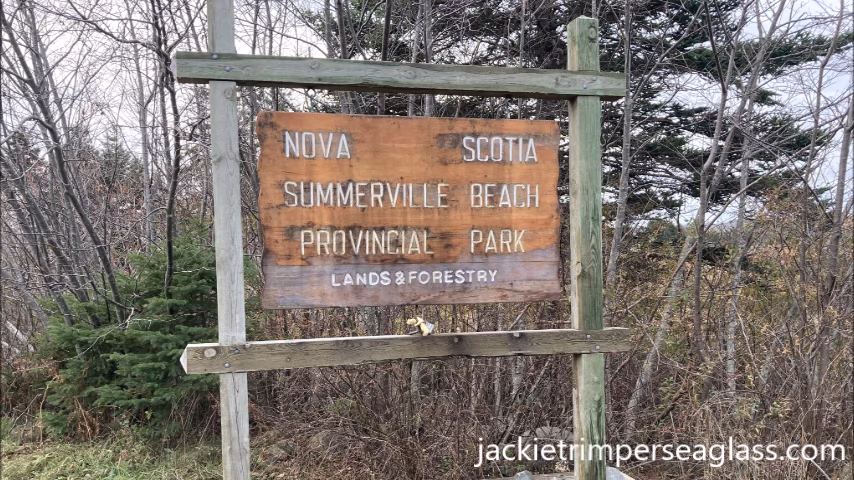 NOVA SCOTIA
SUMMERVILLE BEACH
PROVINCIAL PARK
LANDS & FORESTRY
jackietrimperseaglass.com